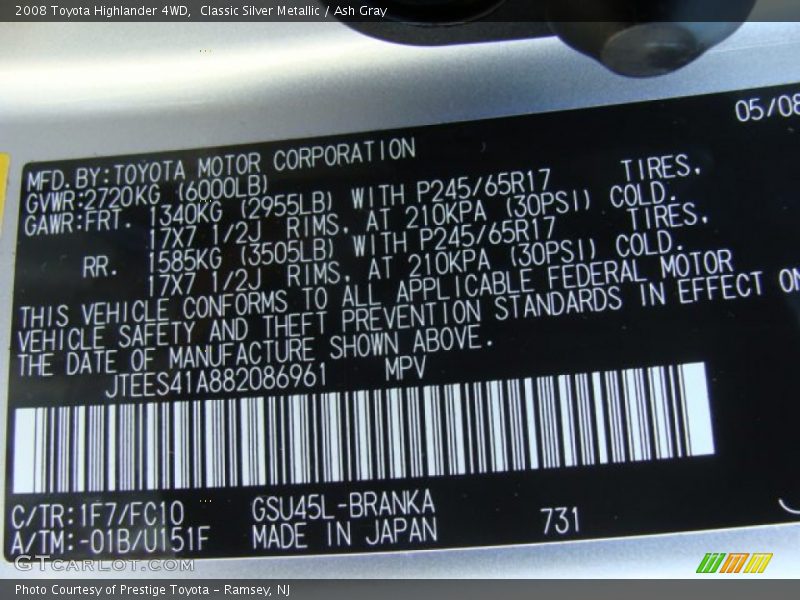 2008 Toyota Highlander 4WD, Classic Silver Metallic / Ash Gray
05/08
MFD.BY:TOYOTA MOTOR CORPORATION
GVWR:2720KG (6000LB)
GAWR:FRT. 1340KG (2955LB) WITH P245/65R17 TIRES,
17X7 1/2J RIMS, AT 210KPA (30PSI) COLD.
RR. 1585KG (3505LB) WITH P245/65R17 TIRES,
17X7 1/2J RIMS, AT 210KPA (30PSI) COLD.
THIS VEHICLE CONFORMS TO ALL APPLICABLE FEDERAL MOTOR
VEHICLE SAFETY AND THEFT PREVENTION STANDARDS IN EFFECT ON
THE DATE OF MANUFACTURE SHOWN ABOVE.
JTEES41A882086961 MPV
C/TR:1F7/FC10 GSU45L-BRANKA
A/TM:-01B/U151F MADE IN JAPAN 731
GTcarlot.com
Photo Courtesy of Prestige Toyota - Ramsey, NJ